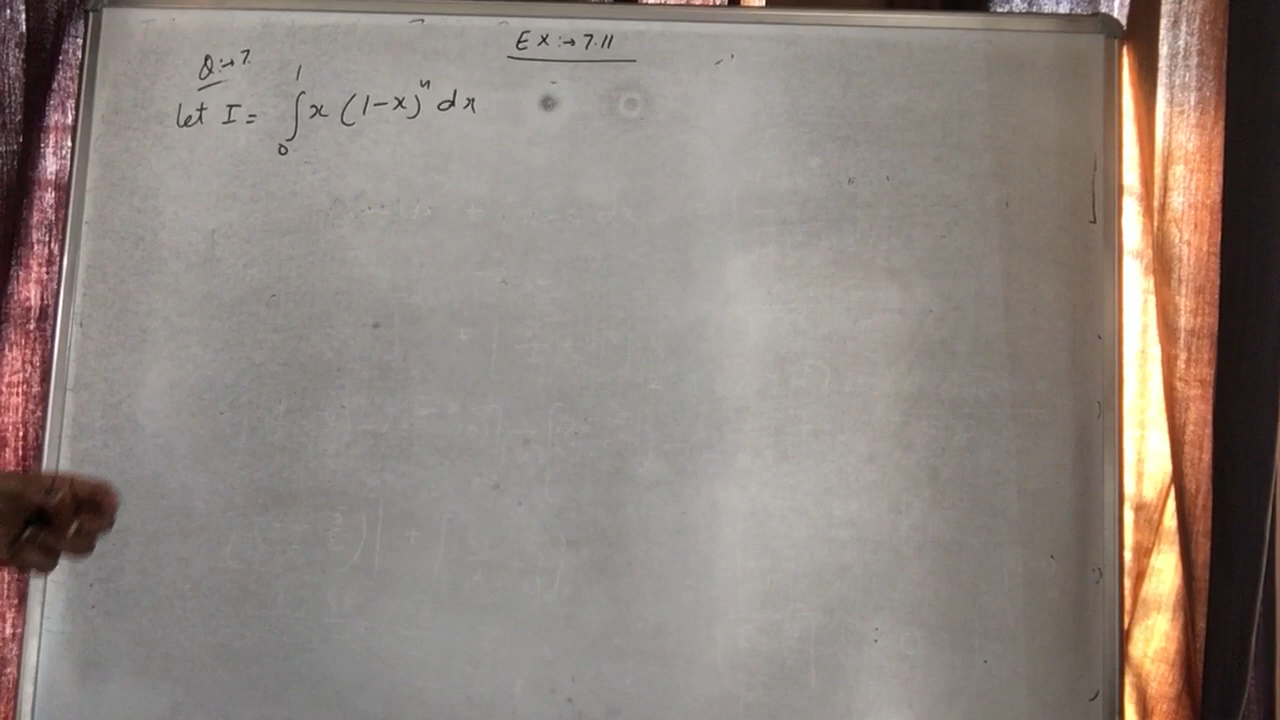 Ex:→ 7.11
Q:→ 7
let I = ∫₀¹ x (1-x)ⁿ dx